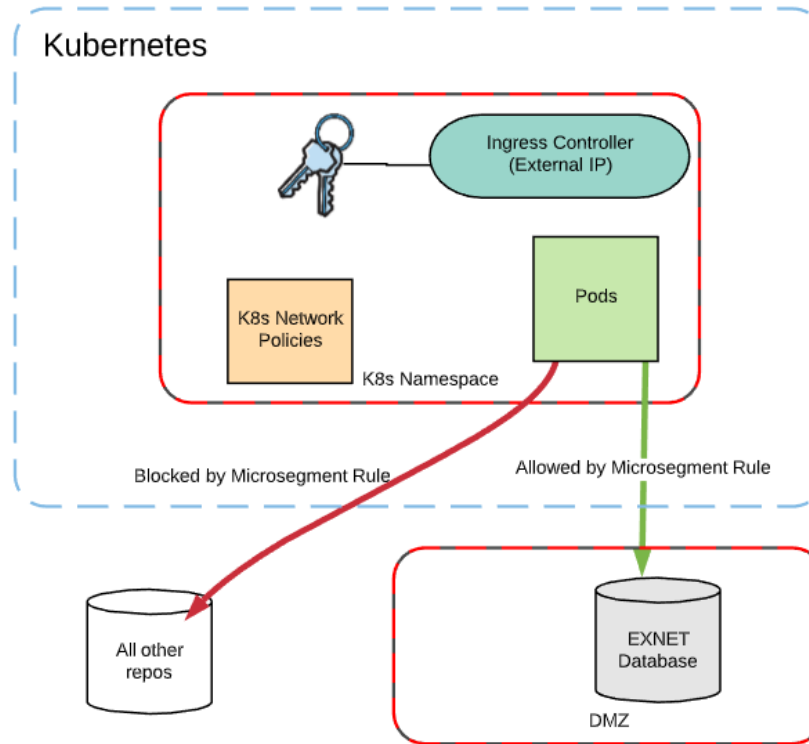 Kubernetes
Ingress Controller
(External IP)
Pods
K8s Network
Policies
K8s Namespace
Blocked by Microsegment Rule
Allowed by Microsegment Rule
All other
repos
EXNET
Database
DMZ